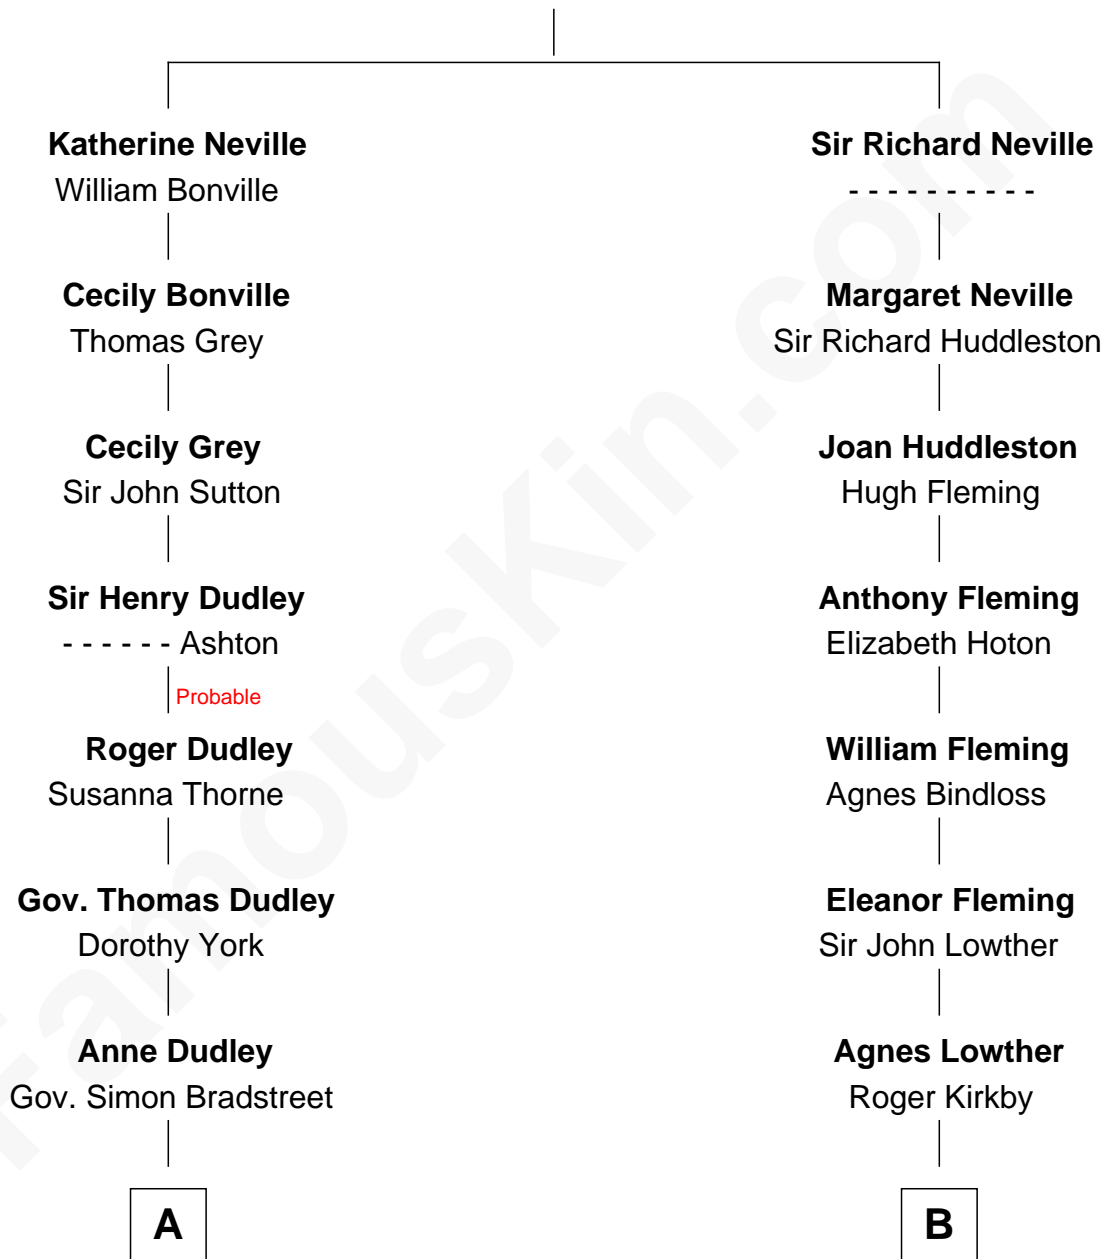 Katherine Neville
William Bonville
Cecily Bonville
Thomas Grey
Cecily Grey
Sir John Sutton
Sir Henry Dudley
- - - - - - Ashton
Probable
Roger Dudley
Susanna Thorne
Gov. Thomas Dudley
Dorothy York
Anne Dudley
Gov. Simon Bradstreet
A
Sir Richard Neville
- - - - - - - - - -
Margaret Neville
Sir Richard Huddleston
Joan Huddleston
Hugh Fleming
Anthony Fleming
Elizabeth Hoton
William Fleming
Agnes Bindloss
Eleanor Fleming
Sir John Lowther
Agnes Lowther
Roger Kirkby
B
FamousKin.com